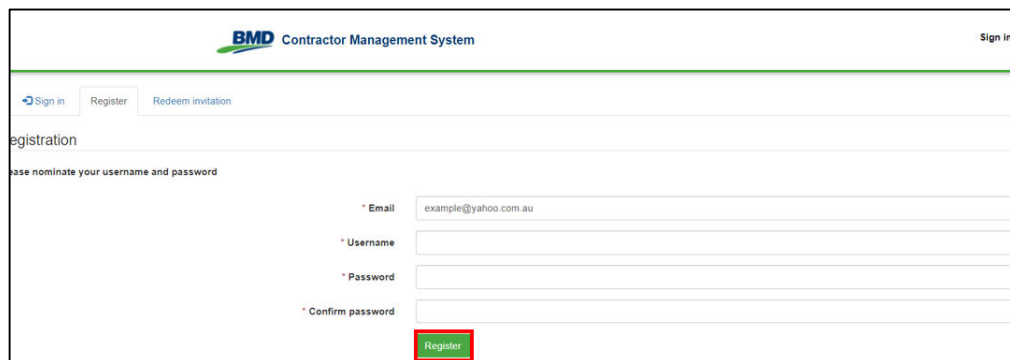 BMD Contractor Management System
Sign in
Sign in Register Redeem invitation
egistration
ease nominate your username and password
* Email example@yahoo.com.au
* Username
* Password
* Confirm password
Register